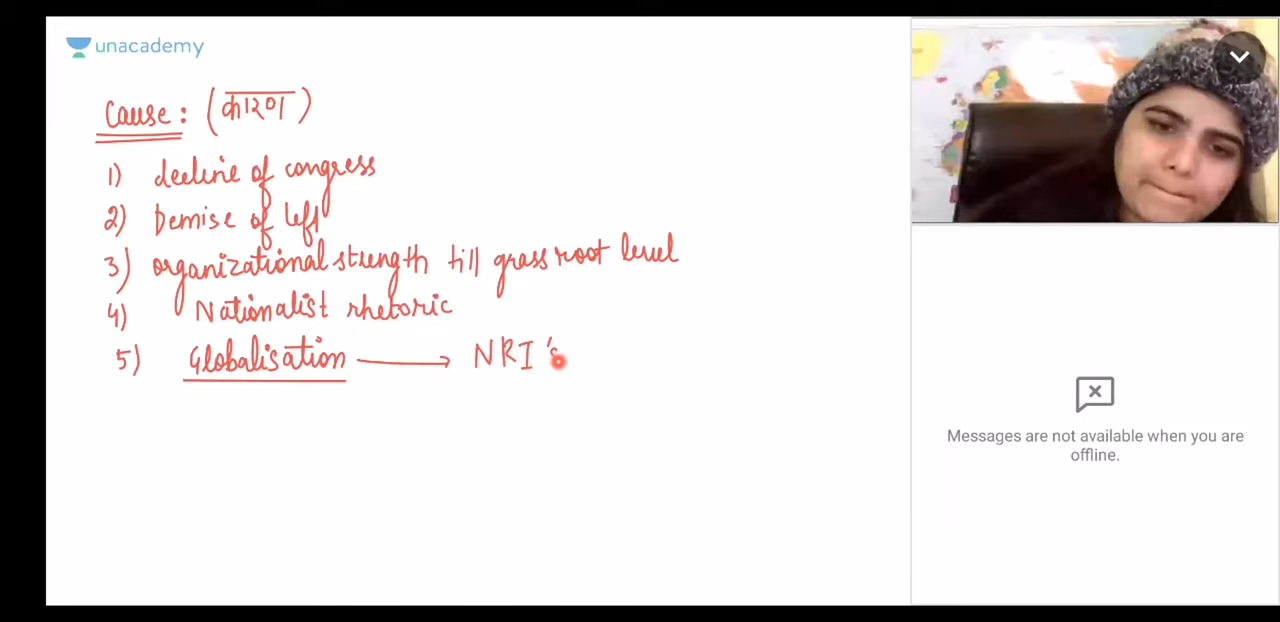 unacademy
Cause : (कारण)
1) decline of congress
2) Demise of left
3) organizational strength till grass root level
4) Nationalist rhetoric
5) Globalisation → NRI's
Messages are not available when you are
offline.